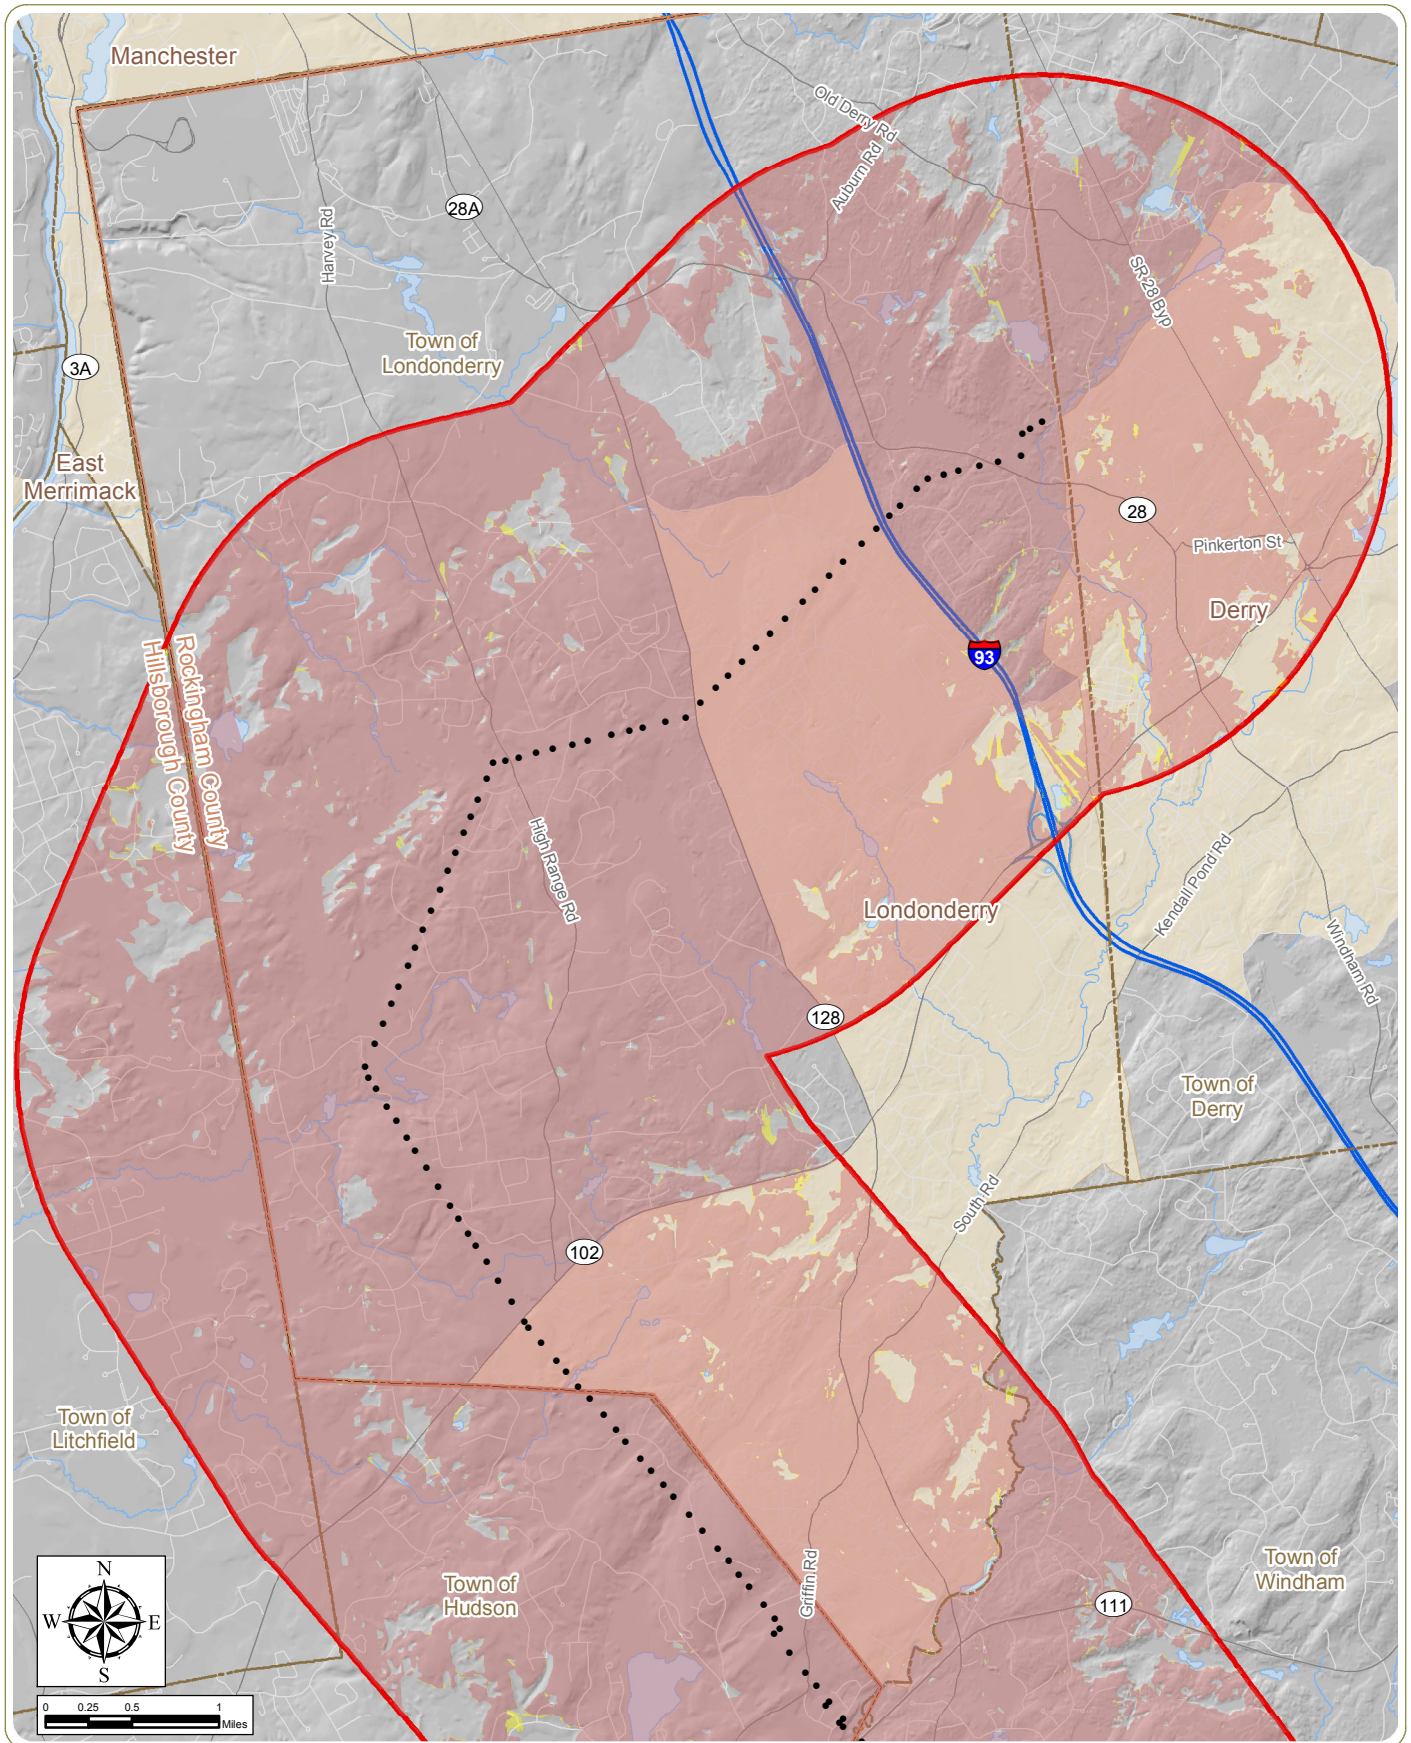 Manchester
Old Derry Rd
Auburn Rd
28A
Harvey Rd
SR 28 Byp
Town of
Londonderry
3A
East
Merrimack
28
Pinkerton St
Derry
93
Rockingham County
Hillsborough County
High Range Rd
Kendall Pond Rd
Londonderry
Windham Rd
128
Town of
Derry
South Rd
102
Town of
Litchfield
Town of
Hudson
Griffin Rd
Town of
Windham
111
N
W
E
S
0 0.25 0.5 1
Miles